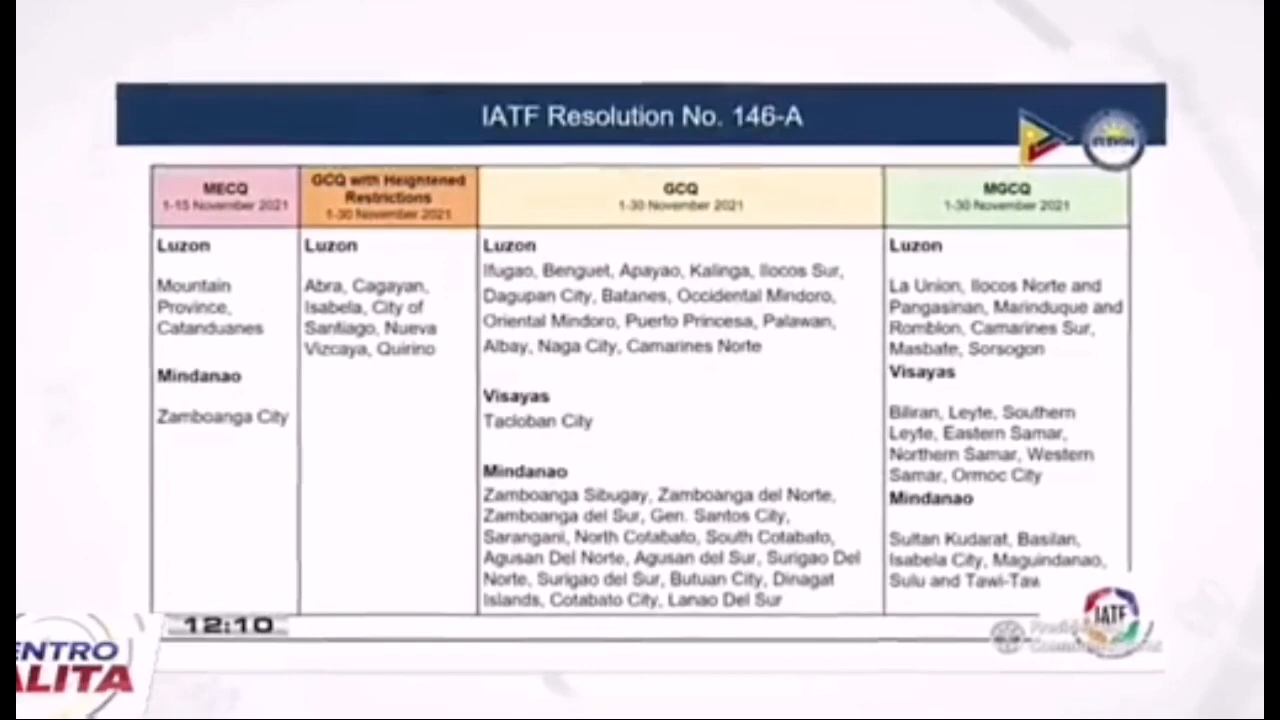 IATF Resolution No. 146-A
MECQ
1-15 November 2021
Luzon
Mountain
Province,
Catanduanes
Mindanao
Zamboanga City
GCQ with Heightened
Restrictions
1-30 November 2021
Luzon
Abra, Cagayan,
Isabela, City of
Santiago, Nueva
Vizcaya, Quirino
GCQ
1-30 November 2021
Luzon
Ifugao, Benguet, Apayao, Kalinga, Ilocos Sur,
Dagupan City, Batanes, Occidental Mindoro,
Oriental Mindoro, Puerto Princesa, Palawan,
Albay, Naga City, Camarines Norte
Visayas
Tacloban City
Mindanao
Zamboanga Sibugay, Zamboanga del Norte,
Zamboanga del Sur, Gen. Santos City,
Sarangani, North Cotabato, South Cotabato,
Agusan Del Norte, Agusan del Sur, Surigao Del
Norte, Surigao del Sur, Butuan City, Dinagat
Islands, Cotabato City, Lanao Del Sur
MGCQ
1-30 November 2021
Luzon
La Union, Ilocos Norte and
Pangasinan, Marinduque and
Romblon, Camarines Sur,
Masbate, Sorsogon
Visayas
Biliran, Leyte, Southern
Leyte, Eastern Samar,
Northern Samar, Western
Samar, Ormoc City
Mindanao
Sultan Kudarat, Basilan,
Isabela City, Maguindanao,
Sulu and Tawi-Taw
12:10
ENTRO
ALITA
IATF